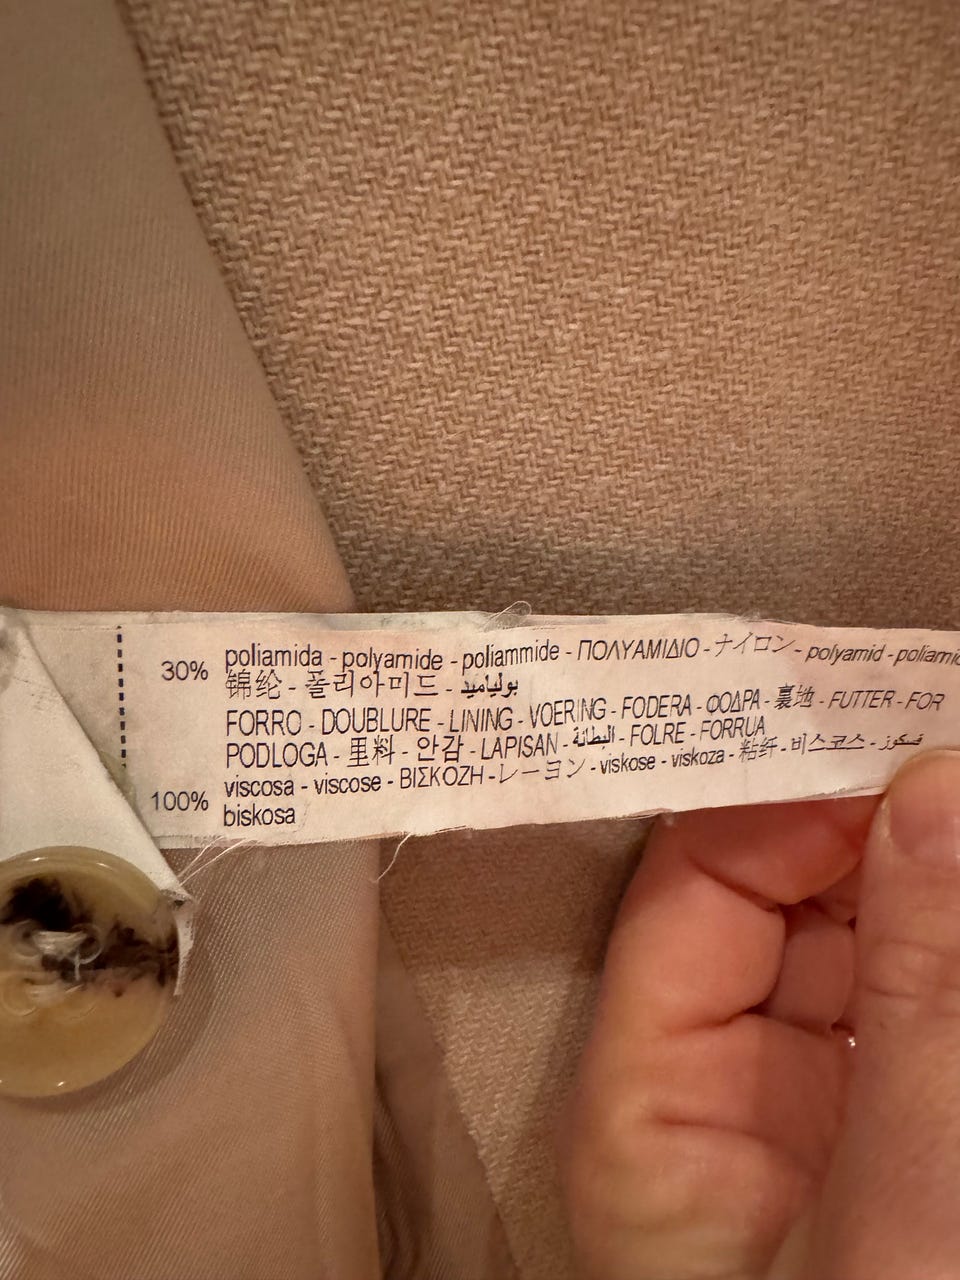 30% poliamida - polyamide - poliammide - ΠΟΛΥΑΜΙΔΙΟ - ナイロン - polyamid - poliamid
锦纶 - 폴리아미드 - بولياميد
FORRO - DOUBLURE - LINING - VOERING - FODERA - ΦΟΔΡΑ - 裏地 - FUTTER - FOR
PODLOGA - 里料 - 안감 - LAPISAN - البطانة - FOLRE - FORRUA
100% viscosa - viscose - ΒΙΣΚΟΖΗ - レーヨン - viskose - viskoza - 粘纤 - 비스코스 - فسكوز
biskosa